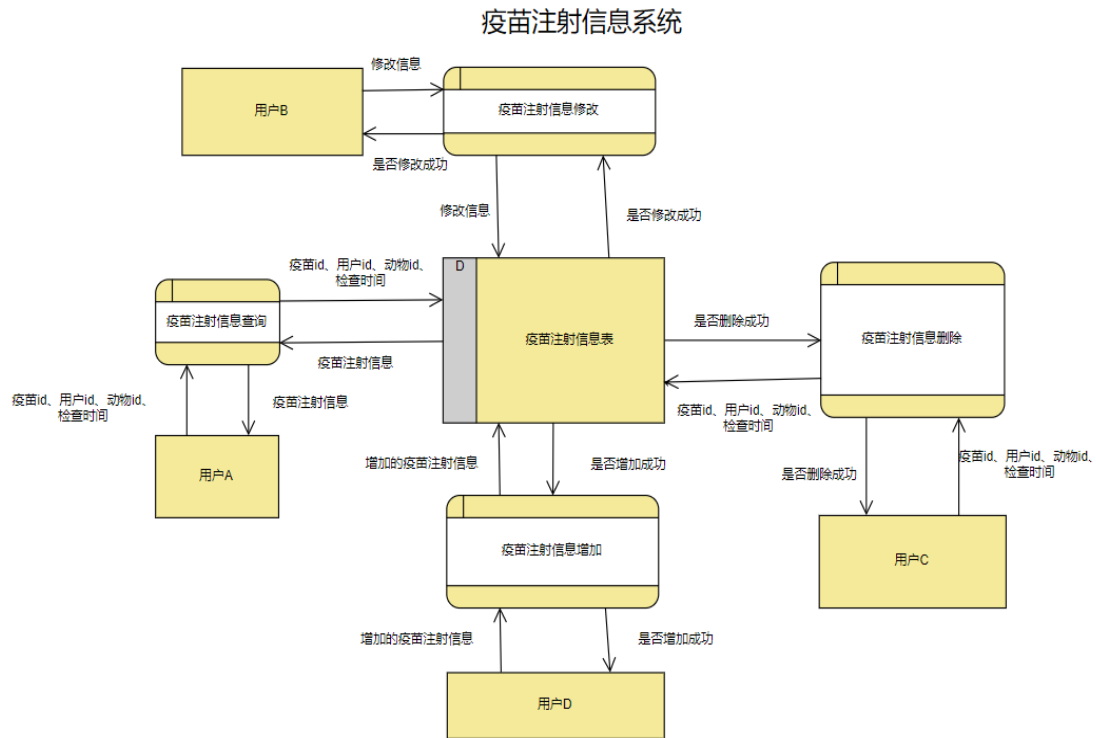 疫苗注射信息系统
修改信息
用户B
疫苗注射信息修改
是否修改成功
修改信息
是否修改成功
D
疫苗id、用户id、动物id、
检查时间
疫苗注射信息查询
疫苗注射信息表
是否删除成功
疫苗注射信息删除
疫苗注射信息
疫苗id、用户id、动物id、
检查时间
疫苗注射信息
疫苗id、用户id、动物id、
检查时间
用户A
增加的疫苗注射信息
是否增加成功
是否删除成功
疫苗id、用户id、动物id、
检查时间
疫苗注射信息增加
用户C
增加的疫苗注射信息
是否增加成功
用户D